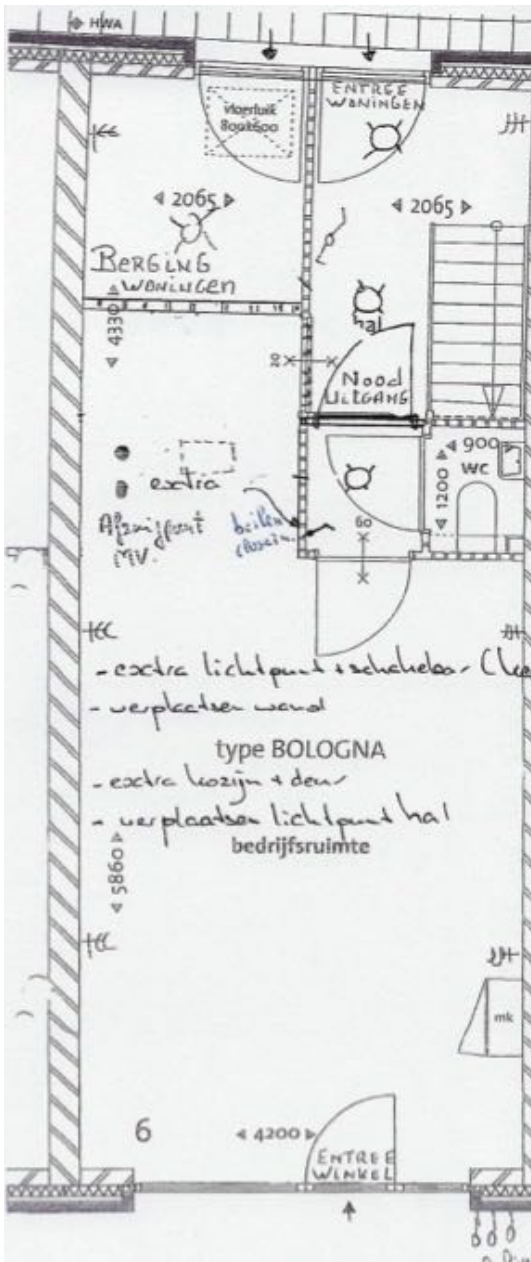 HWA
vloerluik
800x600
ENTREE
WONINGEN
2065
2065
BERGING
WONINGEN
4330
hal
20
Nood
UITGANG
900
WC
1200
extra
Afzuigpunt
MV.
60
- extra lichtpunt + schakelaar
- verplaatsen wand
type BOLOGNA
- extra kozijn + deur
- verplaatsen lichtpunt hal
bedrijfsruimte
5860
mk
6
4200
ENTREE
WINKEL